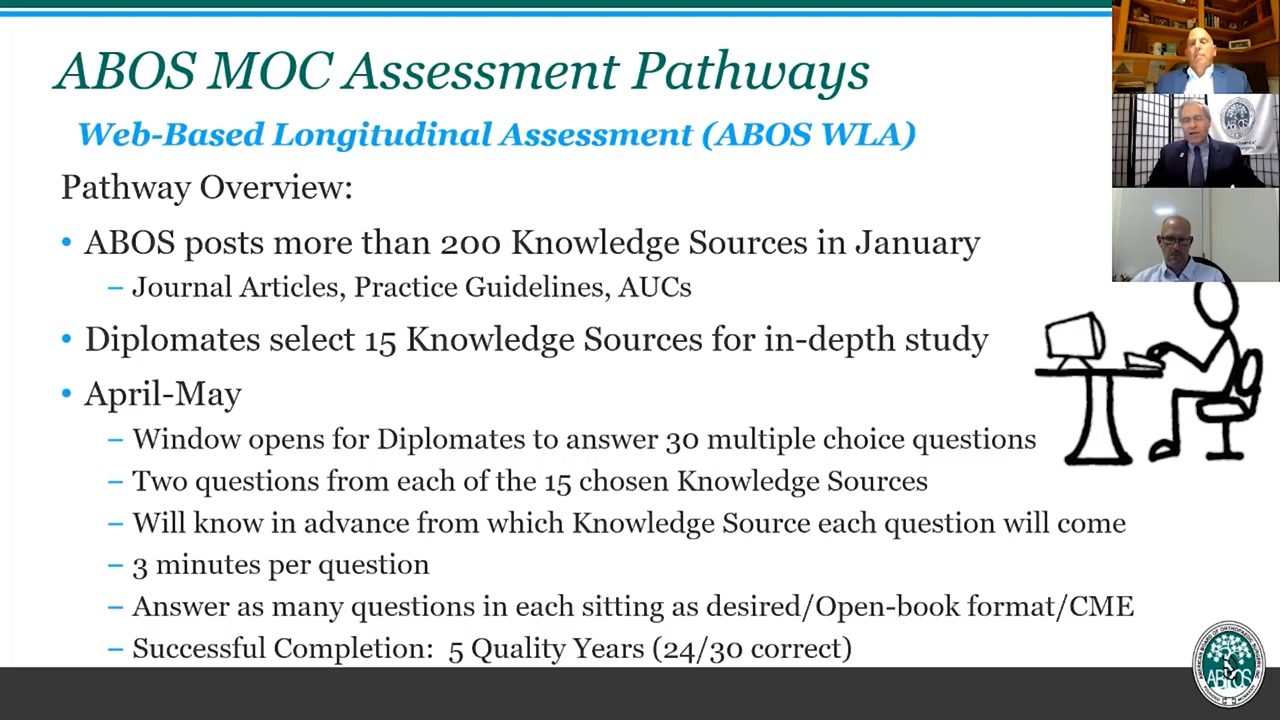 ABOS MOC Assessment Pathways
Web-Based Longitudinal Assessment (ABOS WLA)
Pathway Overview:
• ABOS posts more than 200 Knowledge Sources in January
– Journal Articles, Practice Guidelines, AUCs
• Diplomates select 15 Knowledge Sources for in-depth study
• April-May
– Window opens for Diplomates to answer 30 multiple choice questions
– Two questions from each of the 15 chosen Knowledge Sources
– Will know in advance from which Knowledge Source each question will come
– 3 minutes per question
– Answer as many questions in each sitting as desired/Open-book format/CME
– Successful Completion:  5 Quality Years (24/30 correct)
ABOS